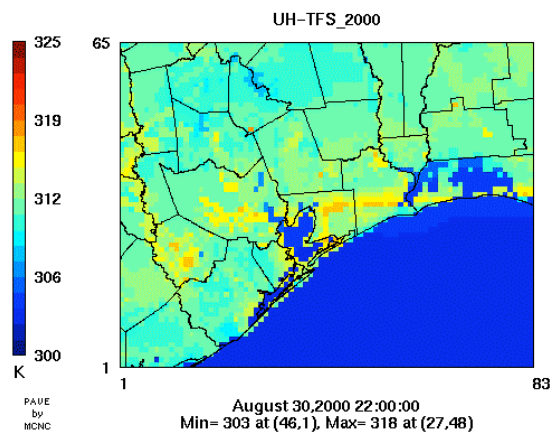 UH-TFS_2000
325
319
312
306
300
K
65
1
1
83
PAVE
by
MCNC
August 30,2000 22:00:00
Min= 303 at (46,1), Max= 318 at (27,48)